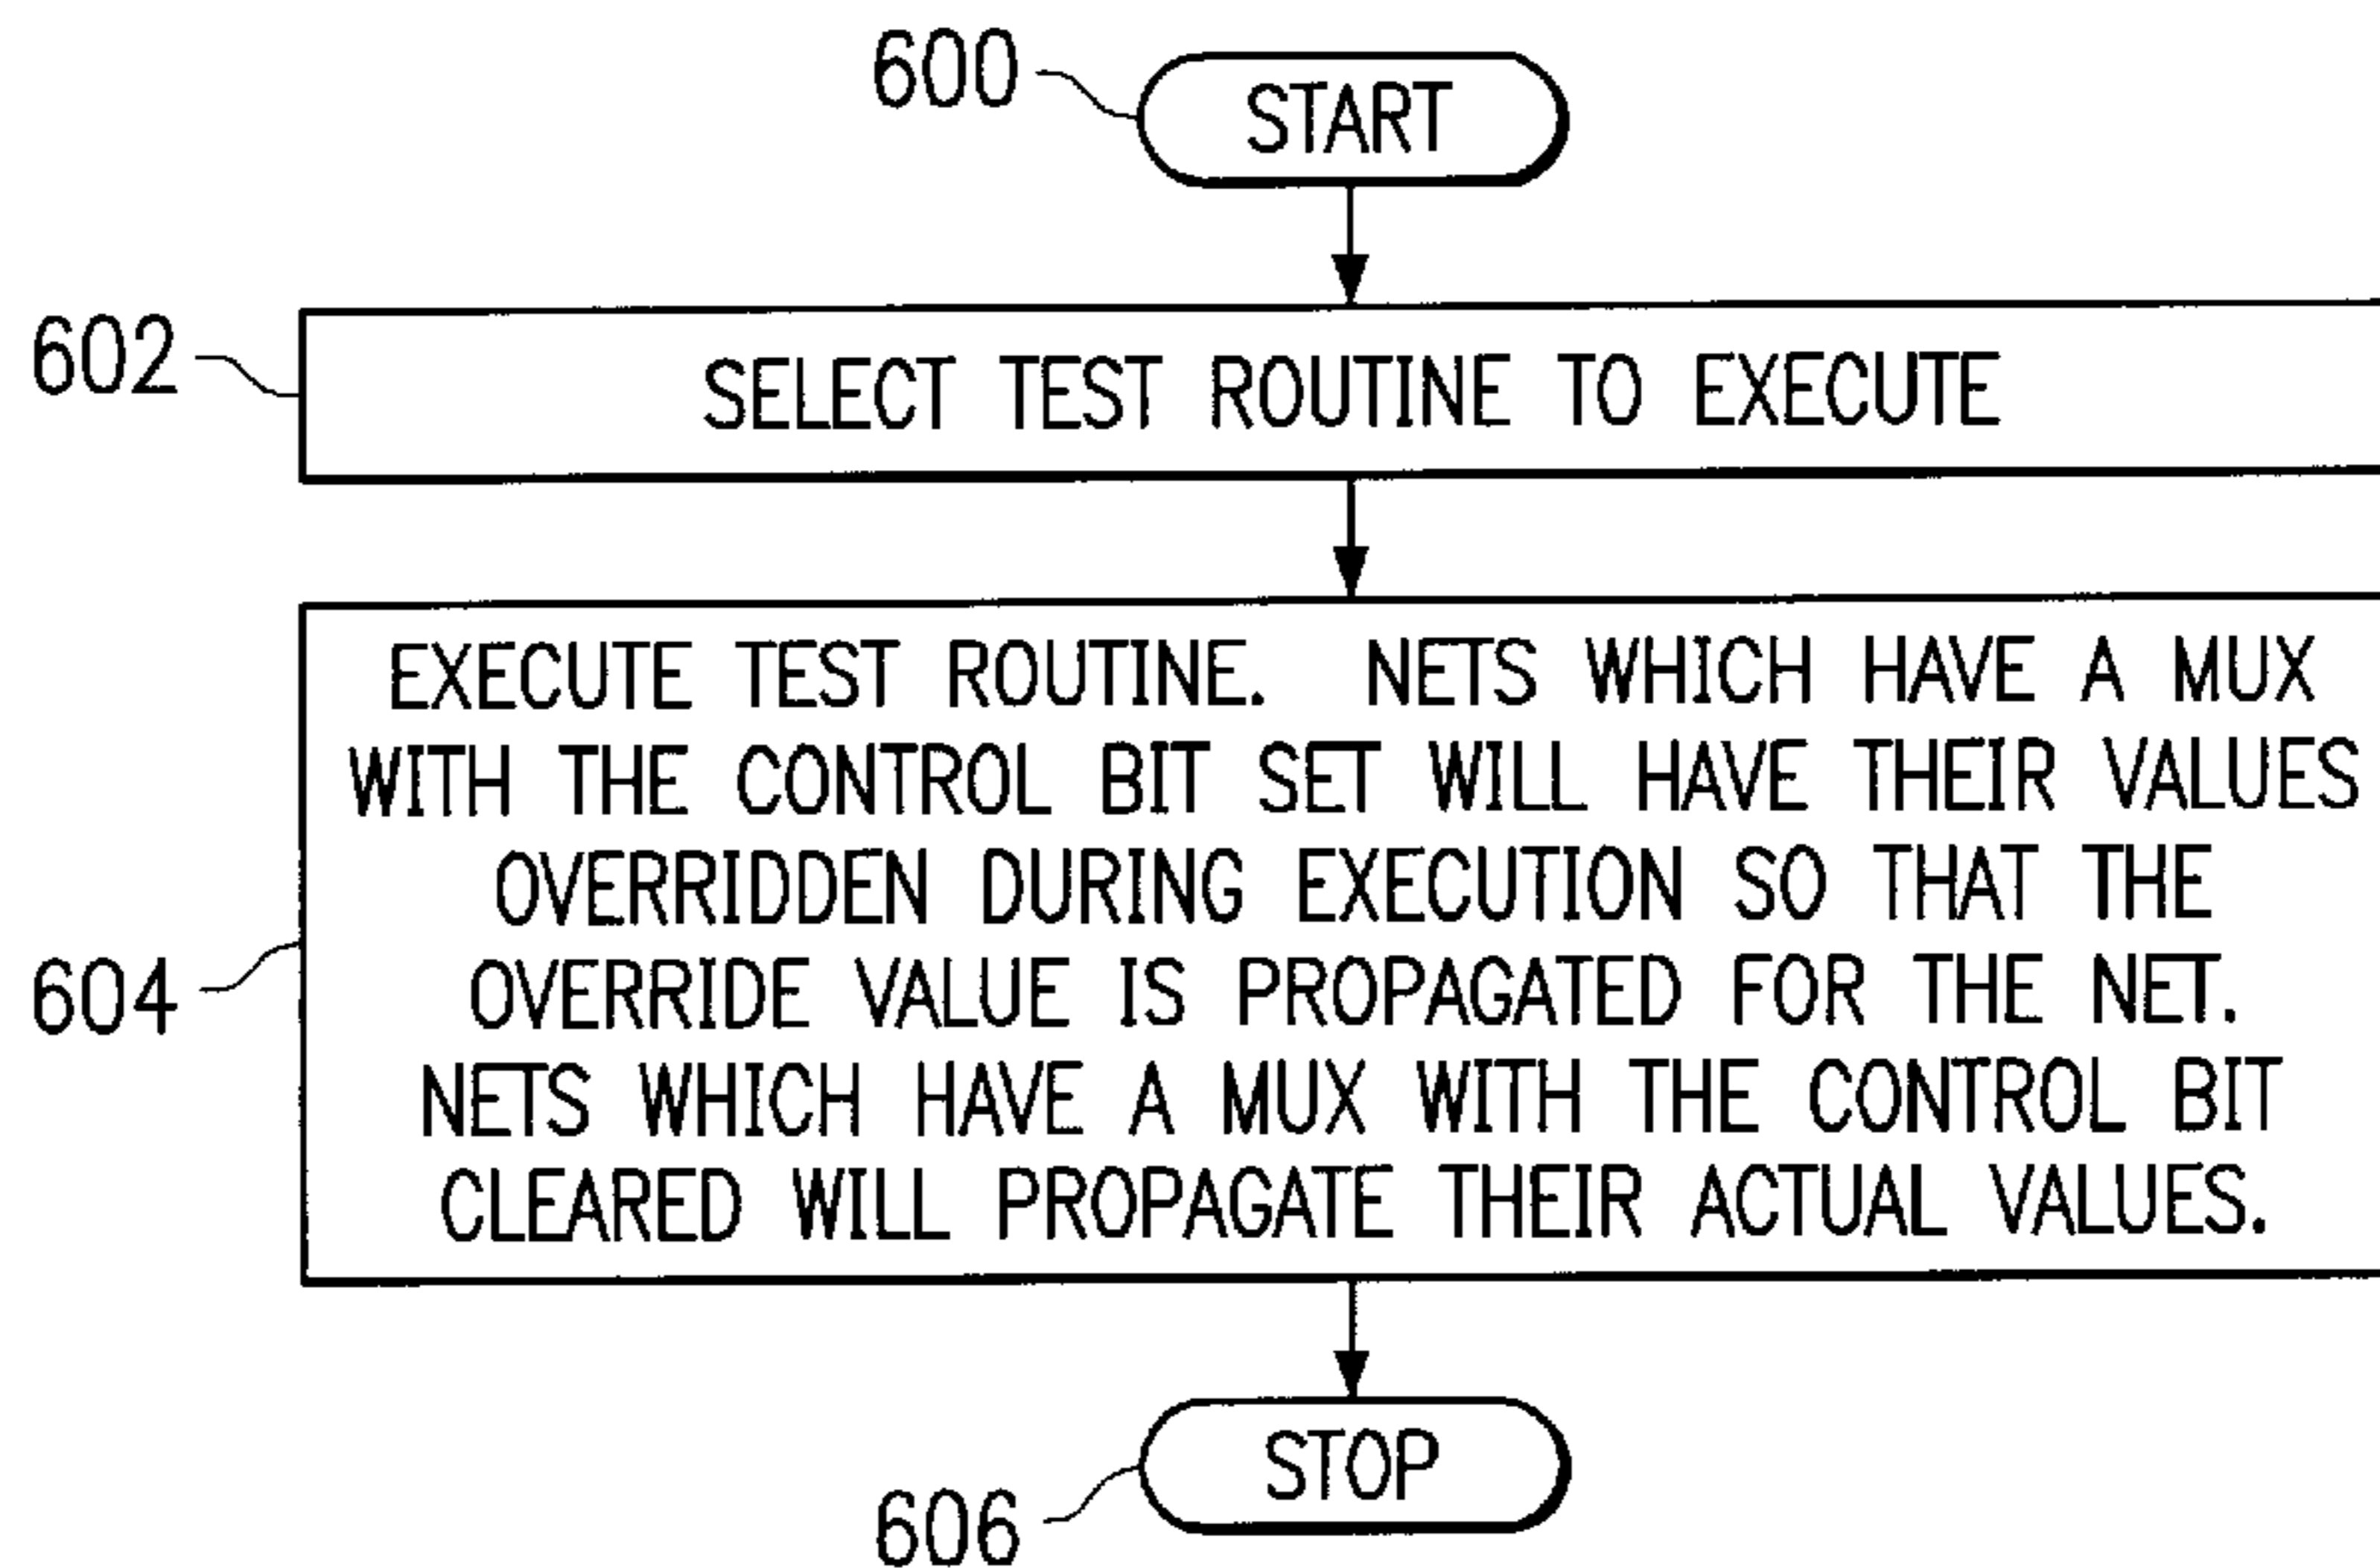 600
START
602
SELECT TEST ROUTINE TO EXECUTE
EXECUTE TEST ROUTINE. NETS WHICH HAVE A MUX
WITH THE CONTROL BIT SET WILL HAVE THEIR VALUES
OVERRIDDEN DURING EXECUTION SO THAT THE
604
OVERRIDE VALUE IS PROPAGATED FOR THE NET.
NETS WHICH HAVE A MUX WITH THE CONTROL BIT
CLEARED WILL PROPAGATE THEIR ACTUAL VALUES.
STOP
606